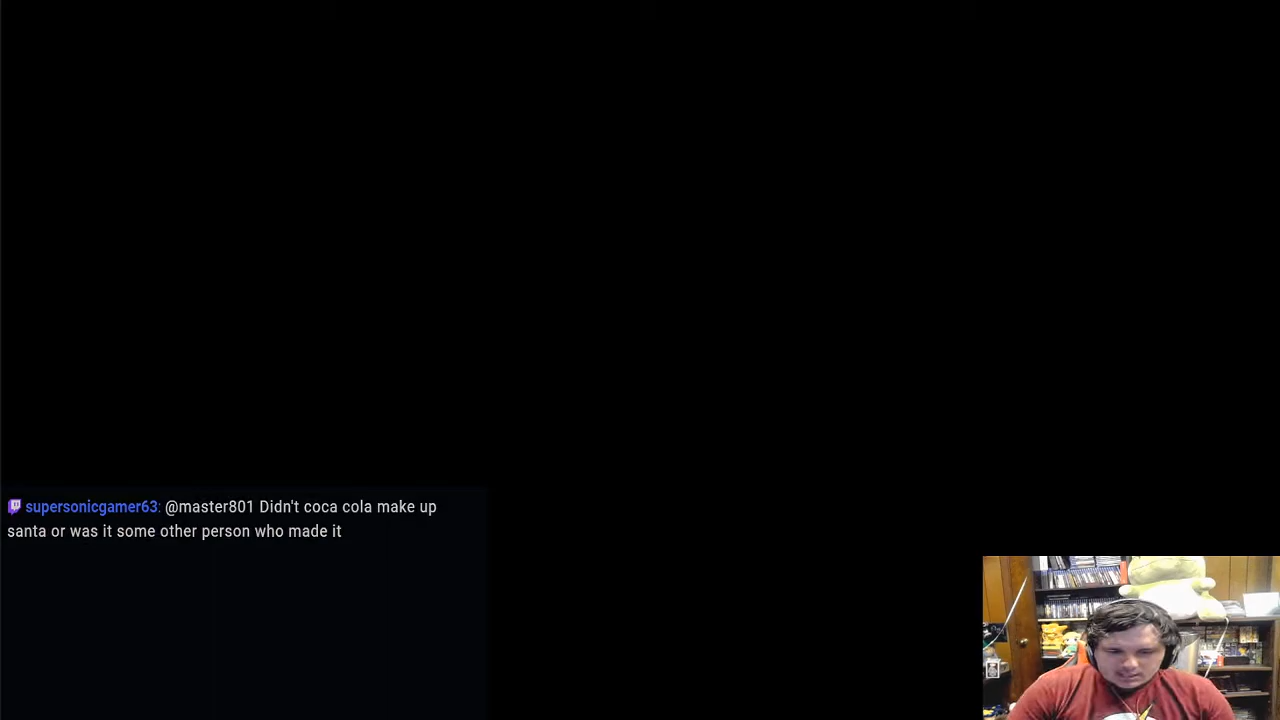 supersonicgamer63: @master801 Didn't coca cola make up
santa or was it some other person who made it